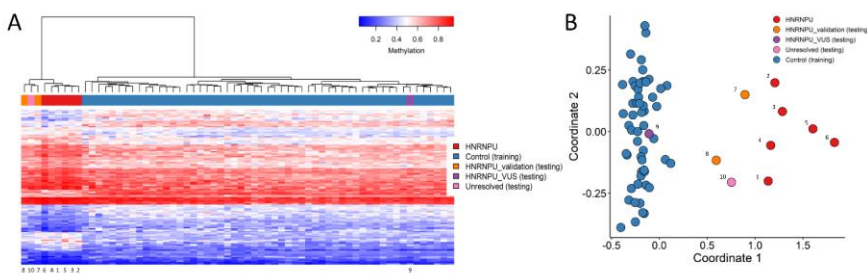 A
0.2 0.4 0.6 0.8
Methylation
HNRNPU
Control (training)
HNRNPU_validation (testing)
HNRNPU_VUS (testing)
Unresolved (testing)
8 10 7 6 4 1 5 3 2
9
B
HNRNPU
HNRNPU_validation (testing)
HNRNPU_VUS (testing)
Unresolved (testing)
Control (training)
Coordinate 2
0.25
0.00
-0.25
2
7
3
5
9
6
4
8
10
1
-0.5 0.0 0.5 1.0 1.5
Coordinate 1